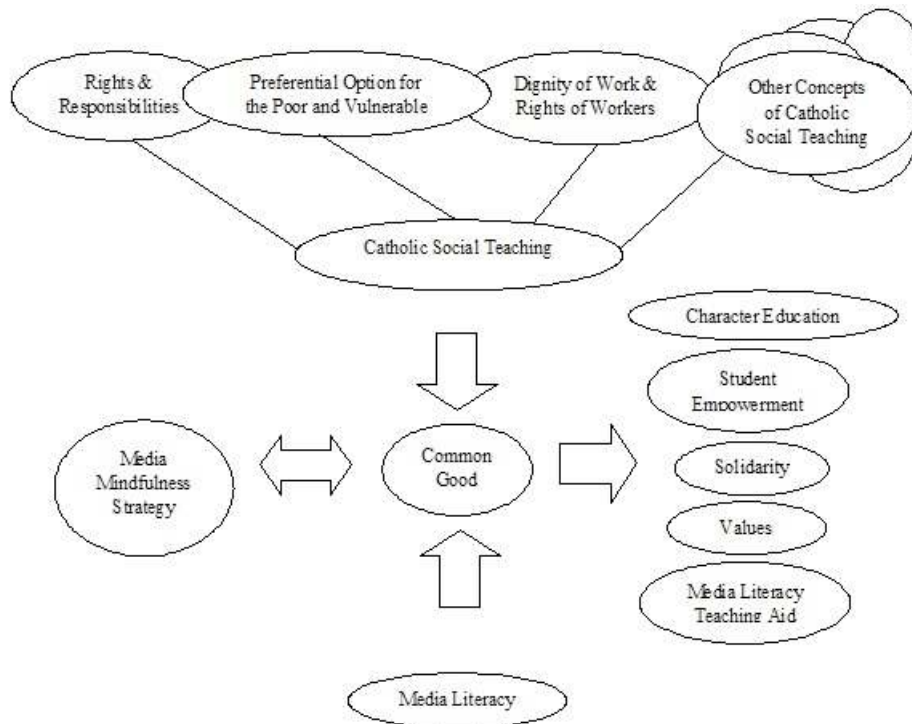 Rights &
Responsibilities
Preferential Option for
the Poor and Vulnerable
Dignity of Work &
Rights of Workers
Other Concepts
of Catholic
Social Teaching
Catholic Social Teaching
Character Education
Student
Empowerment
Media
Mindfulness
Strategy
Common
Good
Solidarity
Values
Media Literacy
Teaching Aid
Media Literacy